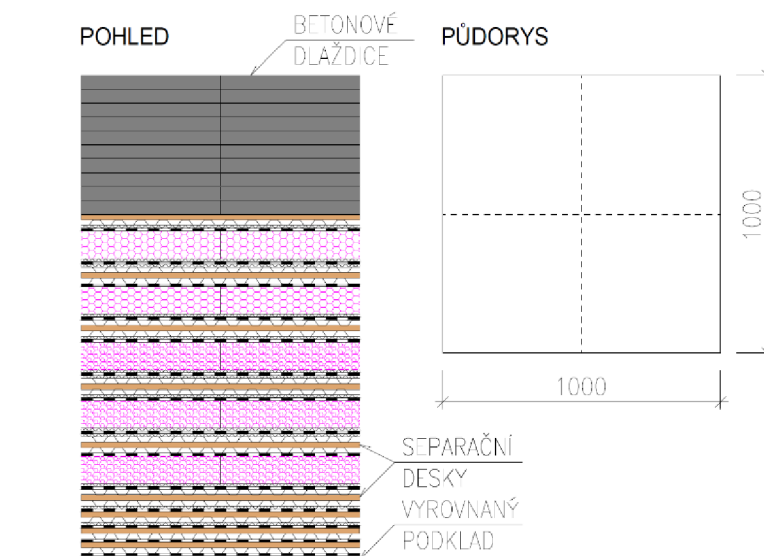 POHLED
BETONOVÉ
DLAŽDICE
PŮDORYS
1000
1000
SEPARAČNÍ
DESKY
VYROVNANÝ
PODKLAD